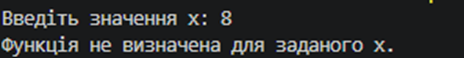 Введіть значення x: 8
Функція не визначена для заданого x.